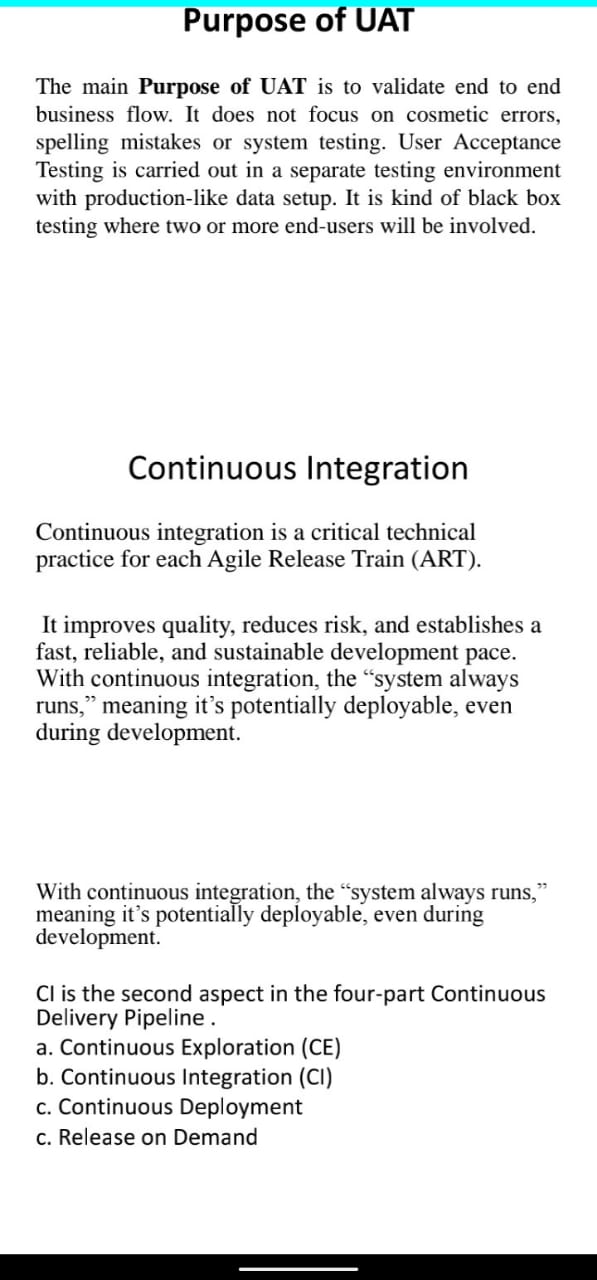 Purpose of UAT
The main Purpose of UAT is to validate end to end
business flow. It does not focus on cosmetic errors,
spelling mistakes or system testing. User Acceptance
Testing is carried out in a separate testing environment
with production-like data setup. It is kind of black box
testing where two or more end-users will be involved.
Continuous Integration
Continuous integration is a critical technical
practice for each Agile Release Train (ART).
It improves quality, reduces risk, and establishes a
fast, reliable, and sustainable development pace.
With continuous integration, the “system always
runs,” meaning it’s potentially deployable, even
during development.
With continuous integration, the “system always runs,”
meaning it’s potentially deployable, even during
development.
CI is the second aspect in the four-part Continuous
Delivery Pipeline .
a. Continuous Exploration (CE)
b. Continuous Integration (CI)
c. Continuous Deployment
c. Release on Demand